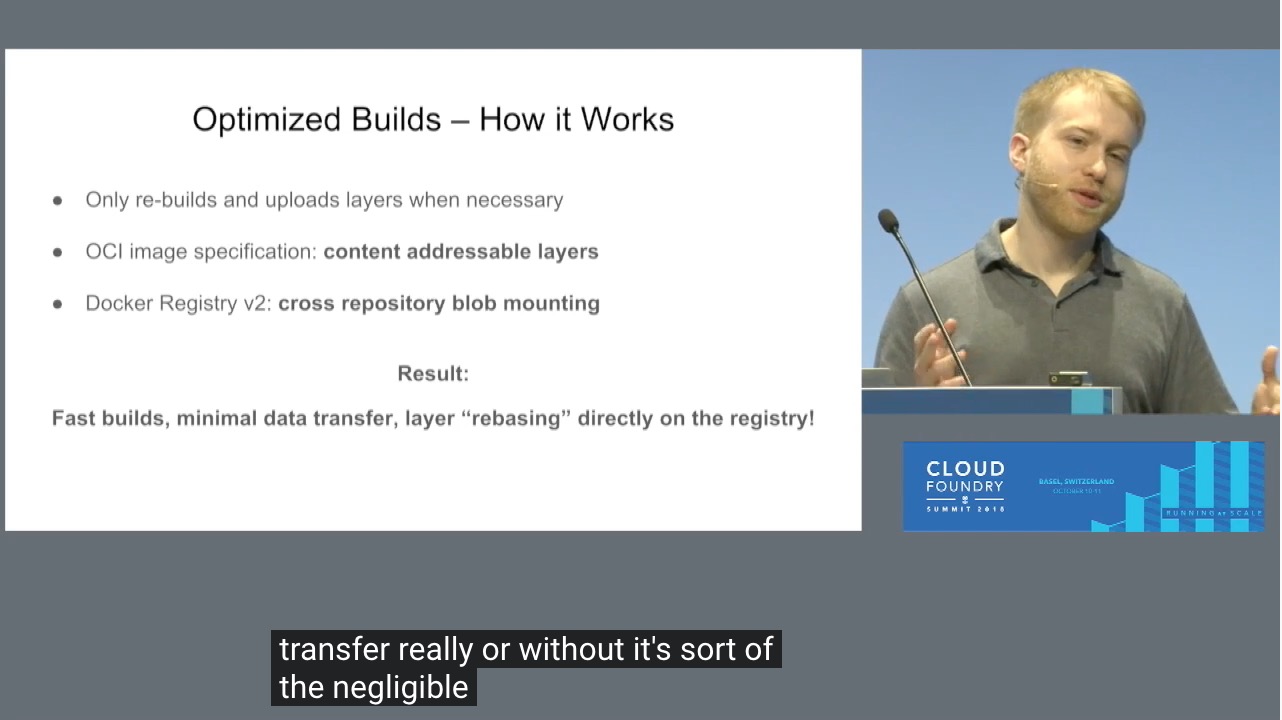 Optimized Builds – How it Works
● Only re-builds and uploads layers when necessary
● OCI image specification: content addressable layers
● Docker Registry v2: cross repository blob mounting
Result:
Fast builds, minimal data transfer, layer “rebasing” directly on the registry!
CLOUD
FOUNDRY
SUMMIT 2018
BASEL, SWITZERLAND
OCTOBER 10-11
RUNNING AT SCALE
transfer really or without it's sort of
the negligible